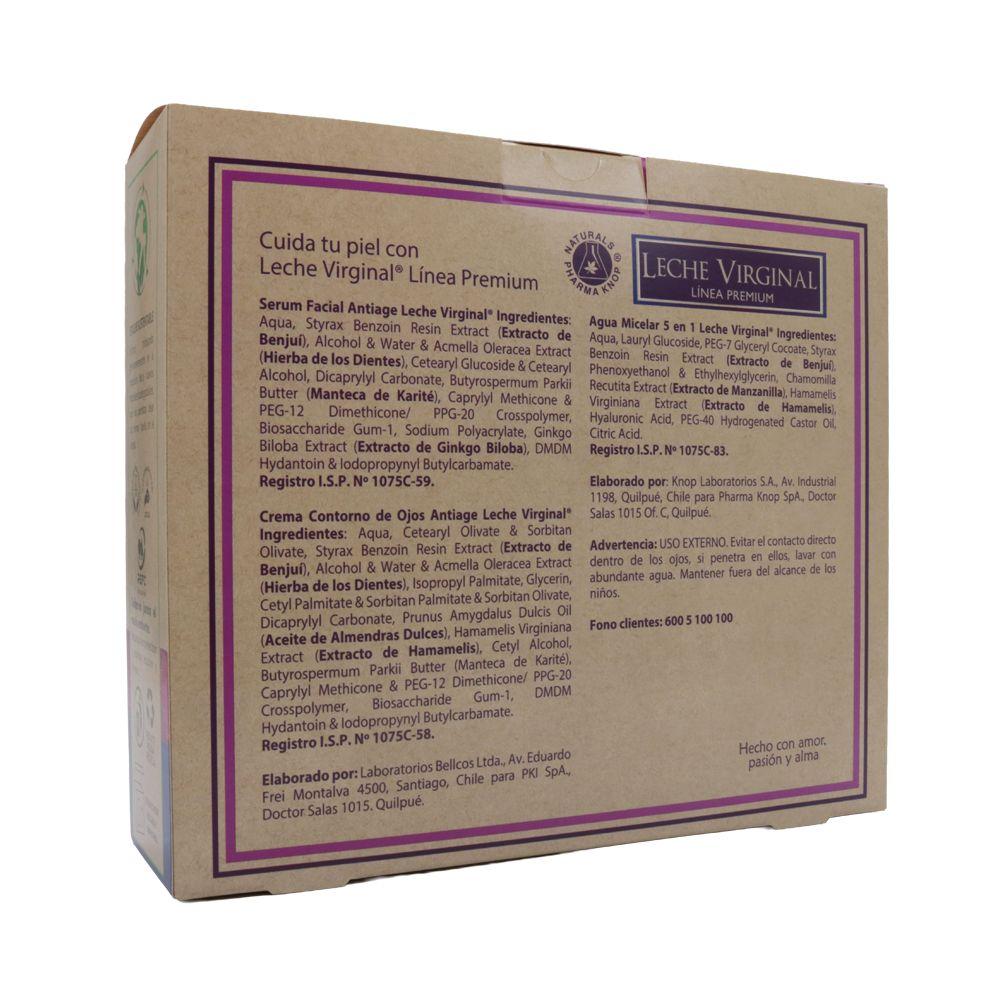 Cuida tu piel con
Leche Virginal® Línea Premium
Serum Facial Antiage Leche Virginal® Ingredientes:
Aqua, Styrax Benzoin Resin Extract (Extracto de
Benjuí), Alcohol & Water & Acmella Oleracea Extract
(Hierba de los Dientes), Cetearyl Glucoside & Cetearyl
Alcohol, Dicaprylyl Carbonate, Butyrospermum Parkii
Butter (Manteca de Karité), Caprylyl Methicone &
PEG-12 Dimethicone/ PPG-20 Crosspolymer,
Biosaccharide Gum-1, Sodium Polyacrylate, Ginkgo
Biloba Extract (Extracto de Ginkgo Biloba), DMDM
Hydantoin & Iodopropynyl Butylcarbamate.
Registro I.S.P. Nº 1075C-59.
Crema Contorno de Ojos Antiage Leche Virginal®
Ingredientes: Aqua, Cetearyl Olivate & Sorbitan
Olivate, Styrax Benzoin Resin Extract (Extracto de
Benjuí), Alcohol & Water & Acmella Oleracea Extract
(Hierba de los Dientes), Isopropyl Palmitate, Glycerin,
Cetyl Palmitate & Sorbitan Palmitate & Sorbitan Olivate,
Dicaprylyl Carbonate, Prunus Amygdalus Dulcis Oil
(Aceite de Almendras Dulces), Hamamelis Virginiana
Extract (Extracto de Hamamelis), Cetyl Alcohol,
Butyrospermum Parkii Butter (Manteca de Karité),
Caprylyl Methicone & PEG-12 Dimethicone/ PPG-20
Crosspolymer, Biosaccharide Gum-1, DMDM
Hydantoin & Iodopropynyl Butylcarbamate.
Registro I.S.P. Nº 1075C-58.
Elaborado por: Laboratorios Bellcos Ltda., Av. Eduardo
Frei Montalva 4500, Santiago, Chile para PKI SpA.,
Doctor Salas 1015. Quilpué.
NATURALS
PHARMA KNOP ®
LECHE VIRGINAL
LÍNEA PREMIUM
Agua Micelar 5 en 1 Leche Virginal® Ingredientes:
Aqua, Lauryl Glucoside, PEG-7 Glyceryl Cocoate, Styrax
Benzoin Resin Extract (Extracto de Benjuí),
Phenoxyethanol & Ethylhexylglycerin, Chamomilla
Recutita Extract (Extracto de Manzanilla), Hamamelis
Virginiana Extract (Extracto de Hamamelis),
Hyaluronic Acid, PEG-40 Hydrogenated Castor Oil,
Citric Acid.
Registro I.S.P. Nº 1075C-83.
Elaborado por: Knop Laboratorios S.A., Av. Industrial
1198, Quilpué, Chile para Pharma Knop SpA., Doctor
Salas 1015 Of. C, Quilpué.
Advertencia: USO EXTERNO. Evitar el contacto directo
dentro de los ojos, si penetra en ellos, lavar con
abundante agua. Mantener fuera del alcance de los
niños.
Fono clientes: 600 5 100 100
Hecho con amor,
pasión y alma